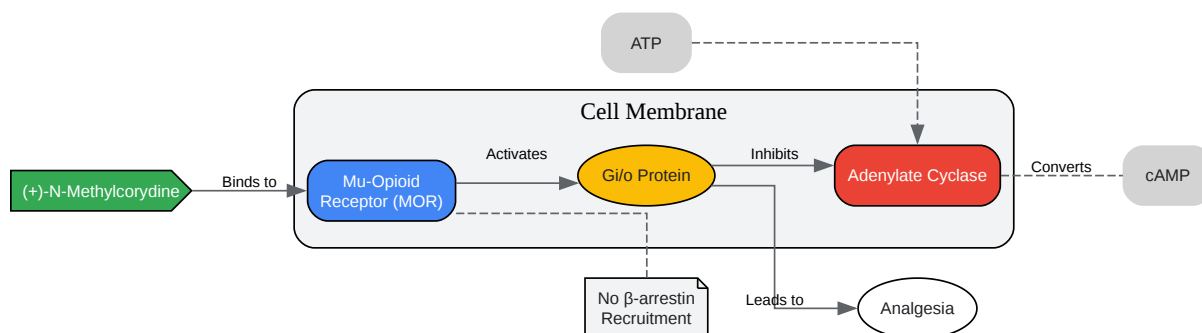 ATP
Cell Membrane
(+)-N-Methylcorydine
Binds to
Mu-Opioid
Receptor (MOR)
Activates
Gi/o Protein
Inhibits
Adenylate Cyclase
Converts
cAMP
No β-arrestin
Recruitment
Leads to
Analgesia